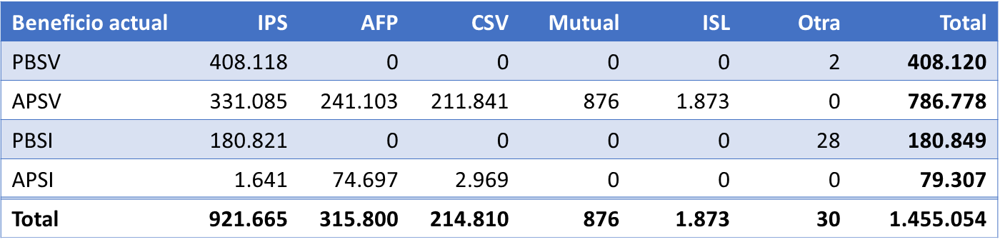 Beneficio actual IPS AFP CSV Mutual ISL Otra Total
PBSV 408.118 0 0 0 0 2 408.120
APSV 331.085 241.103 211.841 876 1.873 0 786.778
PBSI 180.821 0 0 0 0 28 180.849
APSI 1.641 74.697 2.969 0 0 0 79.307
Total 921.665 315.800 214.810 876 1.873 30 1.455.054